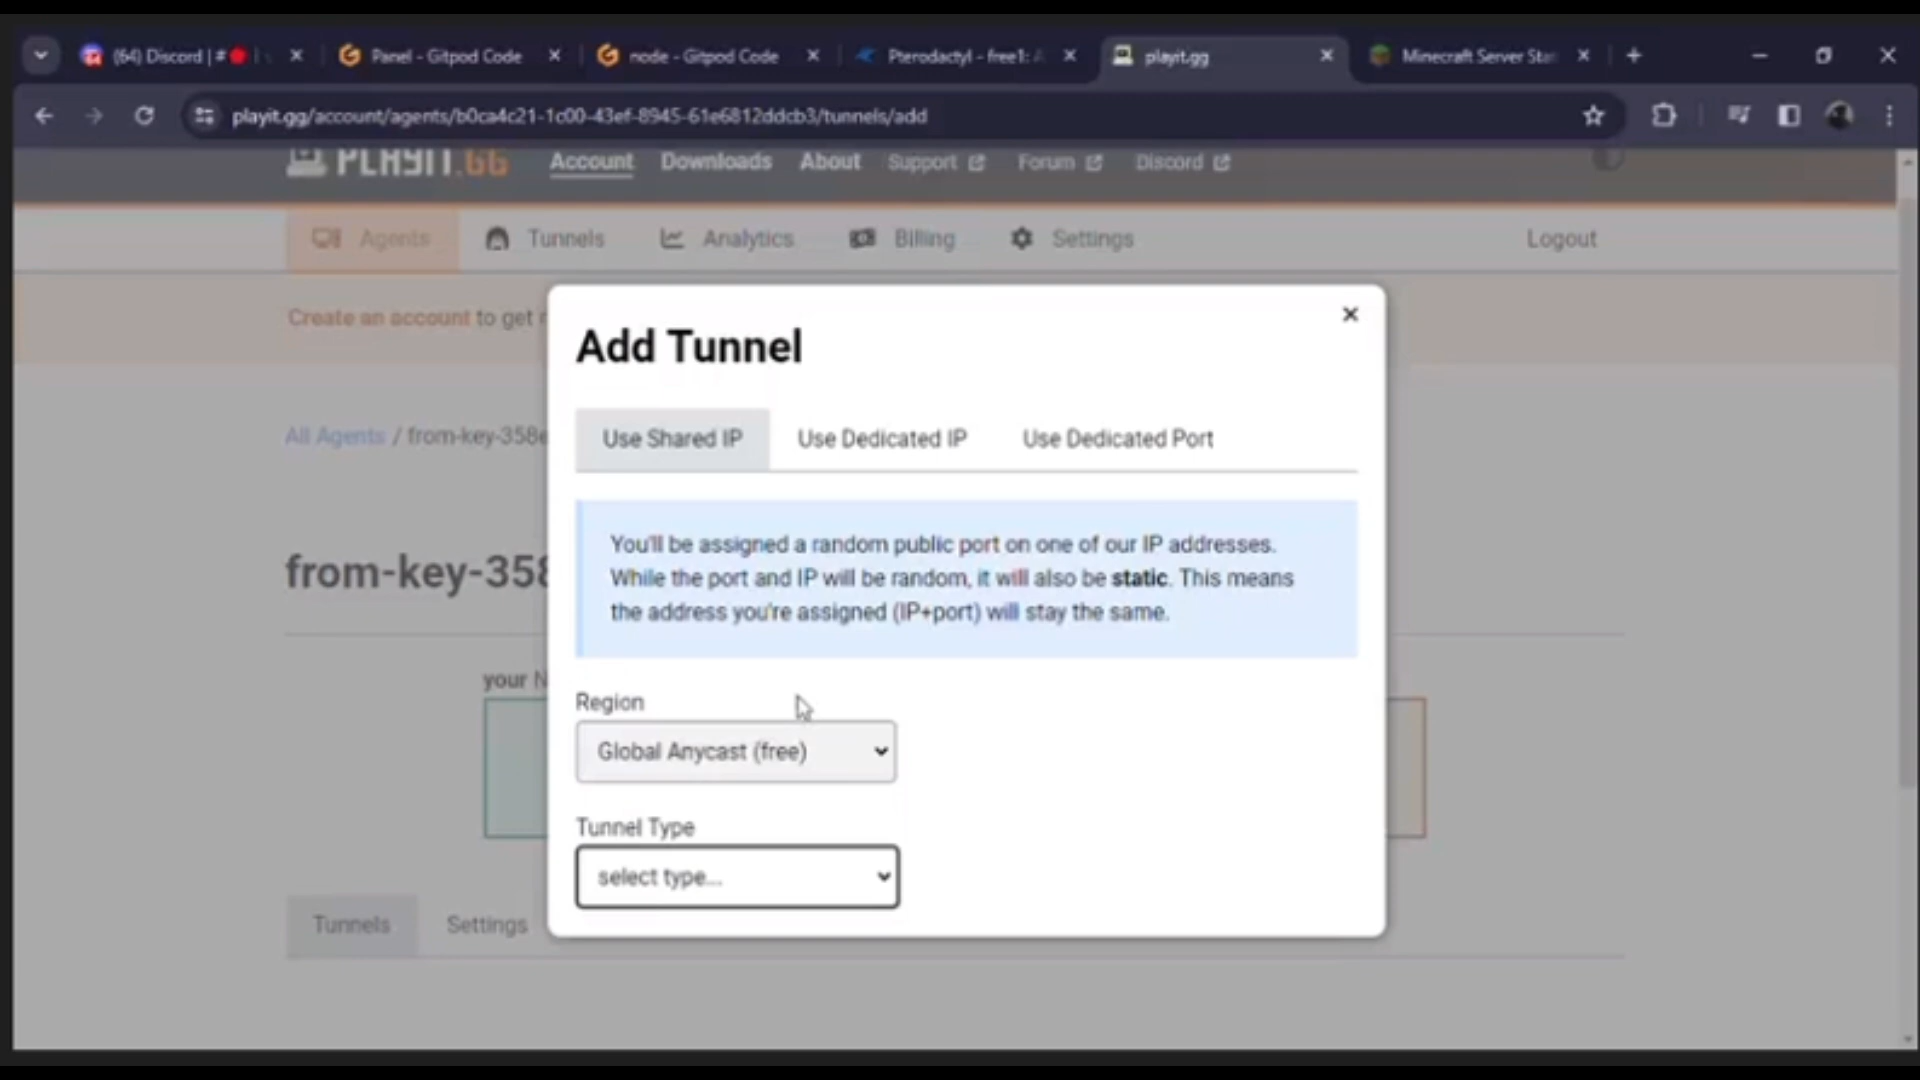 (64) Discord | #
Panel - Gitpod Code
node - Gitpod Code
Pterodactyl - free1: A
playit.gg
Minecraft Server Stat
playit.gg/account/agents/b0ca4c21-1c00-43ef-8945-61e6812ddcb3/tunnels/add
PLAYIT.GG
Account
Downloads
About
Support
Forum
Discord
Agents
Tunnels
Analytics
Billing
Settings
Logout
Create an account to get
All Agents / from-key-358e
from-key-358
your
Add Tunnel
Use Shared IP
Use Dedicated IP
Use Dedicated Port
You'll be assigned a random public port on one of our IP addresses.
While the port and IP will be random, it will also be static. This means
the address you're assigned (IP+port) will stay the same.
Region
Global Anycast (free)
Tunnel Type
select type...
Tunnels
Settings